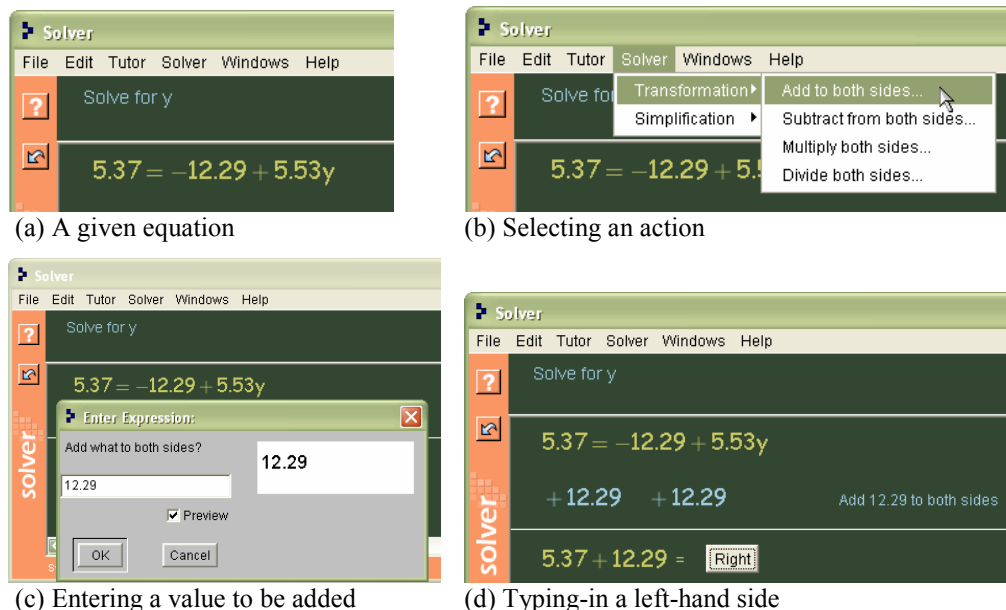 Solver
File Edit Tutor Solver Windows Help
Solve for y
5.37 = −12.29 + 5.53y
(a) A given equation
Solver
File Edit Tutor Solver Windows Help
Transformation
Simplification
Add to both sides...
Subtract from both sides...
Multiply both sides...
Divide both sides...
Solve for
5.37 = −12.29 + 5.5
(b) Selecting an action
Solver
File Edit Tutor Solver Windows Help
Solve for y
5.37 = −12.29 + 5.53y
solver
Enter Expression:
Add what to both sides?
12.29
12.29
Preview
OK Cancel
(c) Entering a value to be added
Solver
File Edit Tutor Solver Windows Help
Solve for y
5.37 = −12.29 + 5.53y
+ 12.29 + 12.29 Add 12.29 to both sides
5.37 + 12.29 = Right
solver
(d) Typing-in a left-hand side